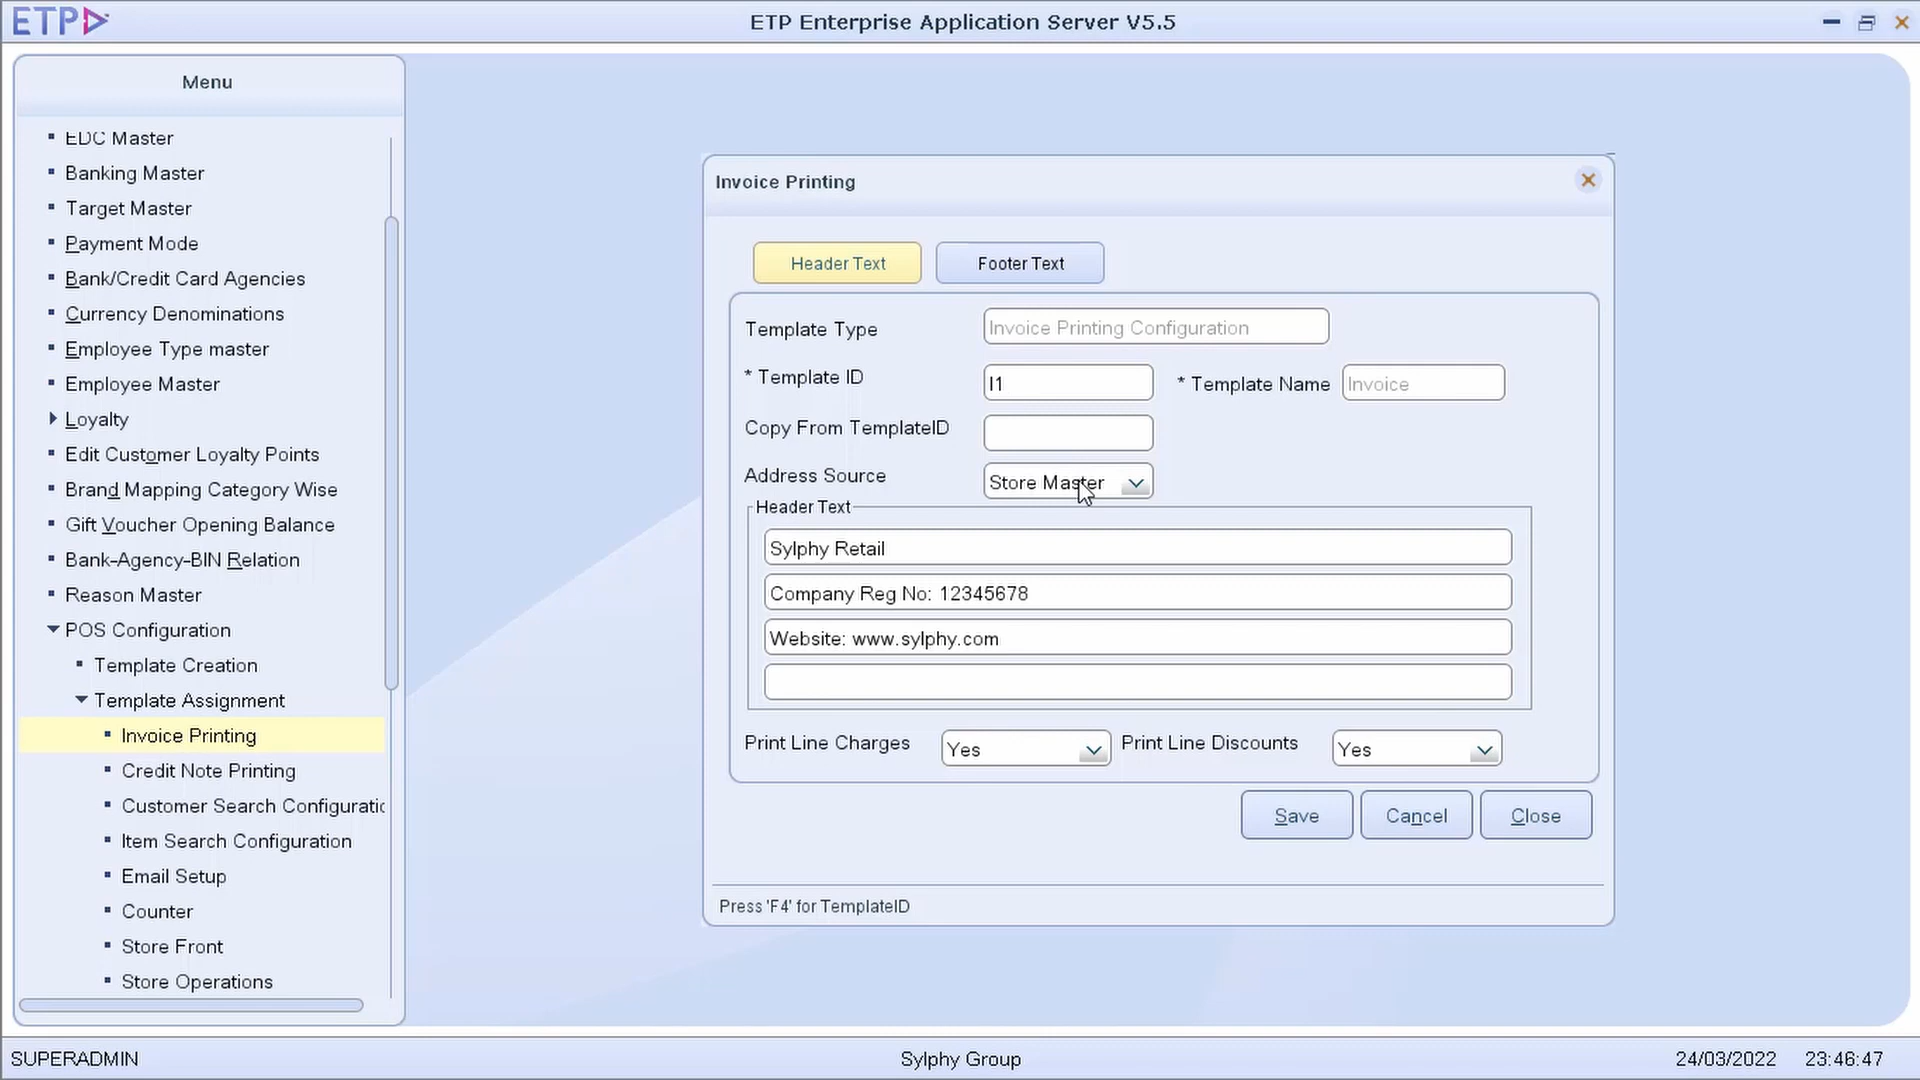 ETP
ETP Enterprise Application Server V5.5
Menu
EDC Master
Banking Master
Target Master
Payment Mode
Bank/Credit Card Agencies
Currency Denominations
Employee Type master
Employee Master
Loyalty
Edit Customer Loyalty Points
Brand Mapping Category Wise
Gift Voucher Opening Balance
Bank-Agency-BIN Relation
Reason Master
POS Configuration
Template Creation
Template Assignment
Invoice Printing
Credit Note Printing
Customer Search Configuratic
Item Search Configuration
Email Setup
Counter
Store Front
Store Operations
Invoice Printing
Header Text Footer Text
Template Type Invoice Printing Configuration
* Template ID I1 * Template Name Invoice
Copy From TemplateID
Address Source Store Master
Header Text
Sylphy Retail
Company Reg No: 12345678
Website: www.sylphy.com
Print Line Charges Yes Print Line Discounts Yes
Save Cancel Close
Press 'F4' for TemplateID
SUPERADMIN Sylphy Group 24/03/2022 23:46:47